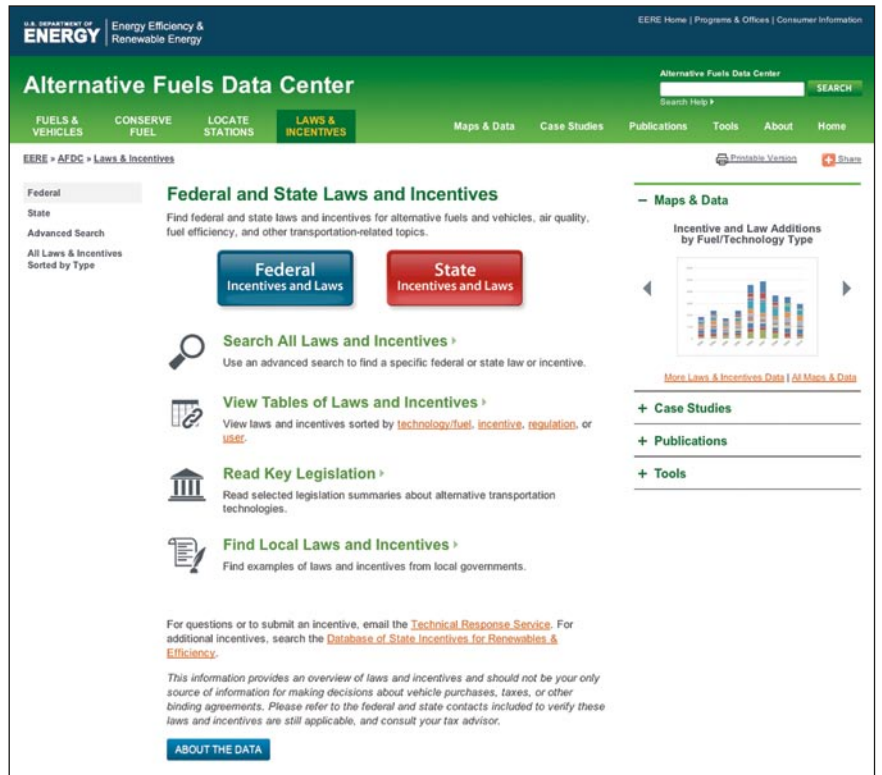 U.S. DEPARTMENT OF
ENERGY
Energy Efficiency &
Renewable Energy
EERE Home | Programs & Offices | Consumer Information
Alternative Fuels Data Center
Alternative Fuels Data Center
SEARCH
Search Help
FUELS &
VEHICLES
CONSERVE
FUEL
LOCATE
STATIONS
LAWS &
INCENTIVES
Maps & Data
Case Studies
Publications
Tools
About
Home
EERE » AFDC » Laws & Incentives
Printable Version
Share
Federal
State
Advanced Search
All Laws & Incentives
Sorted by Type
Federal and State Laws and Incentives
Find federal and state laws and incentives for alternative fuels and vehicles, air quality,
fuel efficiency, and other transportation-related topics.
Federal
Incentives and Laws
State
Incentives and Laws
Search All Laws and Incentives
Use an advanced search to find a specific federal or state law or incentive.
View Tables of Laws and Incentives
View laws and incentives sorted by technology/fuel, incentive, regulation, or
user.
Read Key Legislation
Read selected legislation summaries about alternative transportation
technologies.
Find Local Laws and Incentives
Find examples of laws and incentives from local governments.
For questions or to submit an incentive, email the Technical Response Service. For
additional incentives, search the Database of State Incentives for Renewables &
Efficiency.
This information provides an overview of laws and incentives and should not be your only
source of information for making decisions about vehicle purchases, taxes, or other
binding agreements. Please refer to the federal and state contacts included to verify these
laws and incentives are still applicable, and consult your tax advisor.
ABOUT THE DATA
− Maps & Data
Incentive and Law Additions
by Fuel/Technology Type
More Laws & Incentives Data | All Maps & Data
+ Case Studies
+ Publications
+ Tools